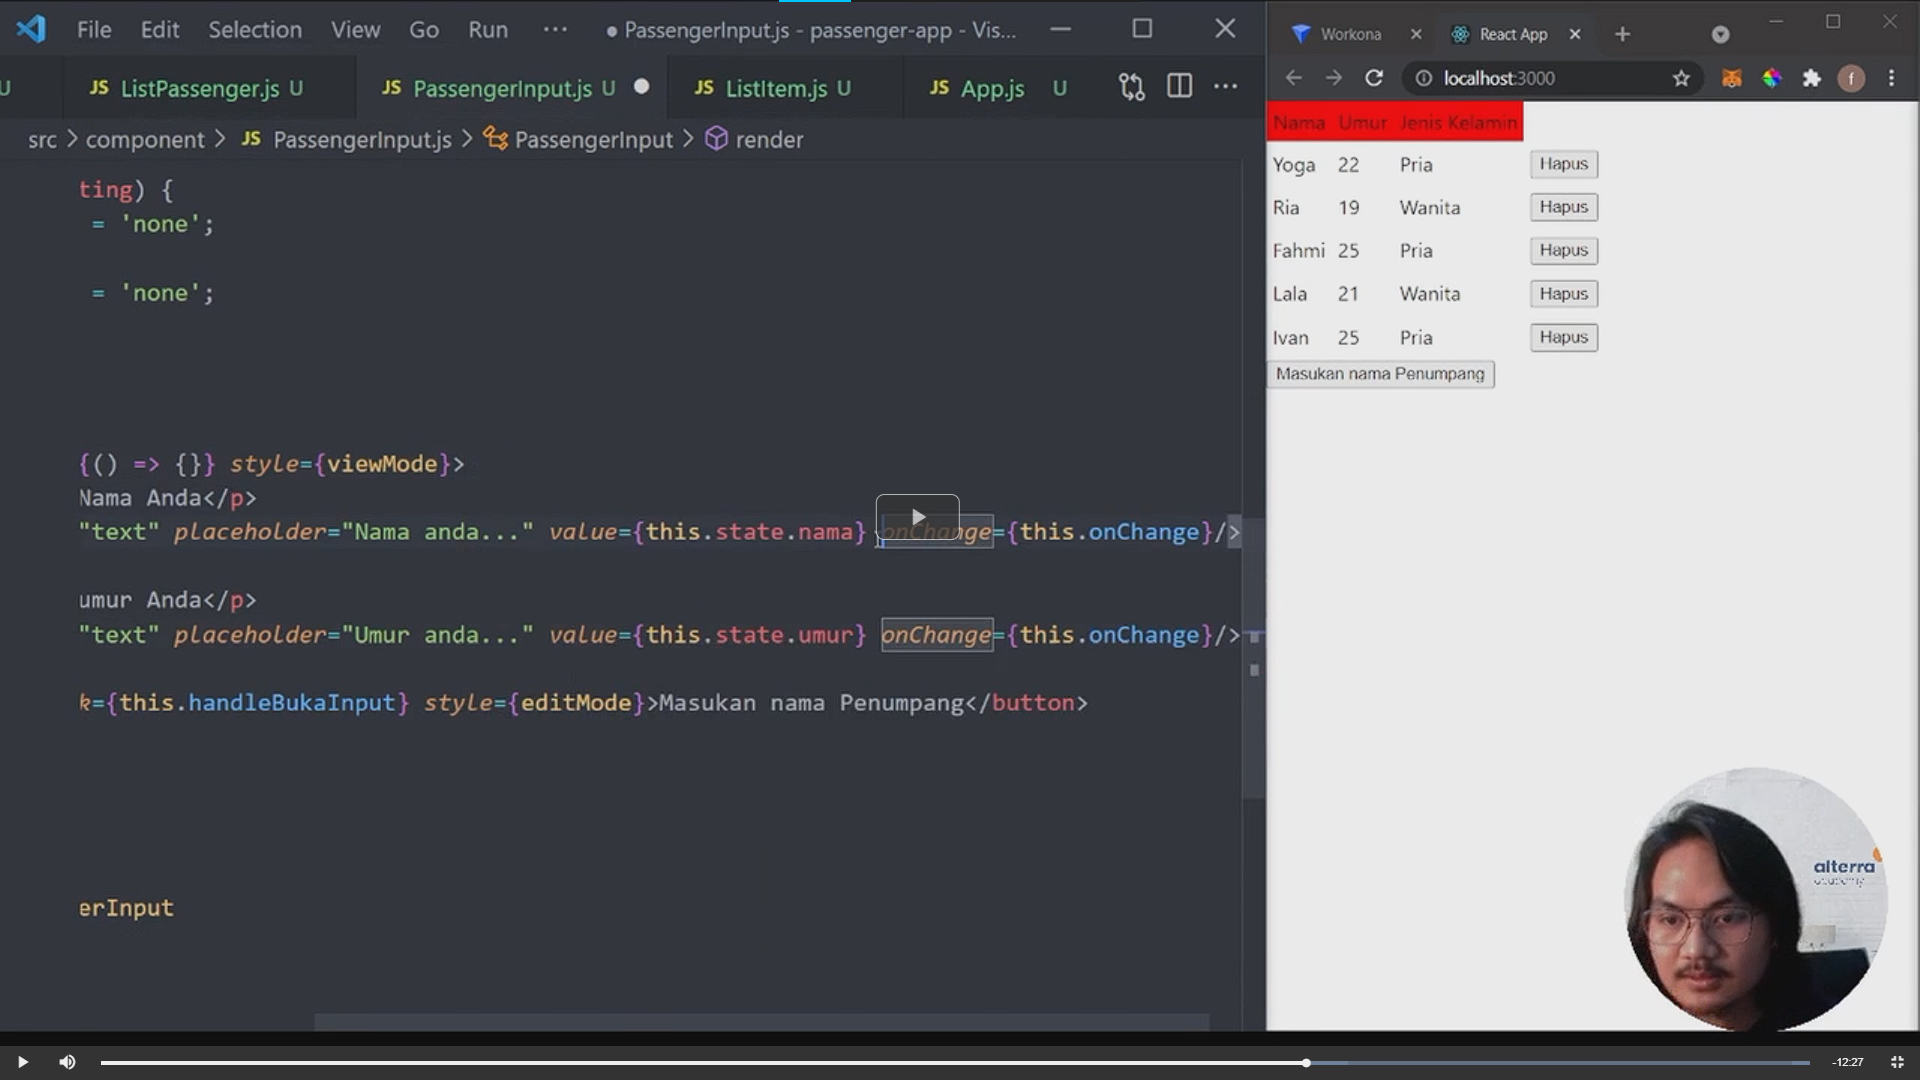 File Edit Selection View Go Run ··· ● PassengerInput.js - passenger-app - Vis...
U JS ListPassenger.js U JS PassengerInput.js U JS ListItem.js U JS App.js U ···
src > component > JS PassengerInput.js > PassengerInput > render
ting) {
= 'none';
= 'none';
{() => {}} style={viewMode}>
Nama Anda</p>
"text" placeholder="Nama anda..." value={this.state.nama} onChange={this.onChange}/>
umur Anda</p>
"text" placeholder="Umur anda..." value={this.state.umur} onChange={this.onChange}/>
k={this.handleBukaInput} style={editMode}>Masukan nama Penumpang</button>
erInput
Workona React App
localhost:3000 f
Nama Umur Jenis Kelamin
Yoga 22 Pria Hapus
Ria 19 Wanita Hapus
Fahmi 25 Pria Hapus
Lala 21 Wanita Hapus
Ivan 25 Pria Hapus
Masukan nama Penumpang
alterra
academy
-12:27